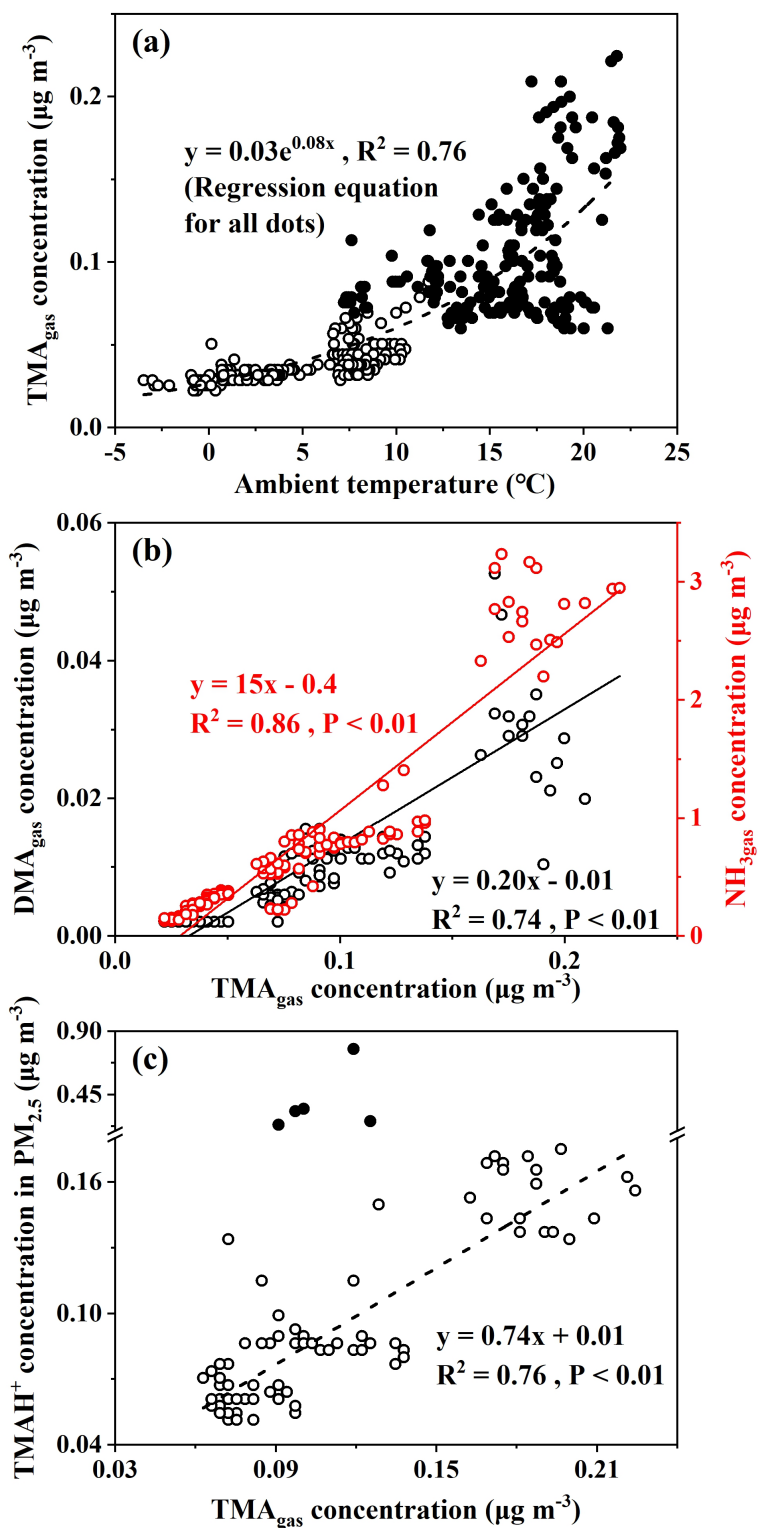 (a)
TMA_gas concentration (μg m⁻³)
0.2
0.1
0.0
y = 0.03e^0.08x , R² = 0.76
(Regression equation
for all dots)
-5 0 5 10 15 20 25
Ambient temperature (℃)
(b)
DMA_gas concentration (μg m⁻³)
0.06
0.04
0.02
0.00
NH_3gas concentration (μg m⁻³)
3
2
1
0
y = 15x - 0.4
R² = 0.86 , P < 0.01
y = 0.20x - 0.01
R² = 0.74 , P < 0.01
0.0 0.1 0.2
TMA_gas concentration (μg m⁻³)
(c)
TMAH⁺ concentration in PM₂.₅ (μg m⁻³)
0.90
0.45
0.16
0.10
0.04
y = 0.74x + 0.01
R² = 0.76 , P < 0.01
0.03 0.09 0.15 0.21
TMA_gas concentration (μg m⁻³)